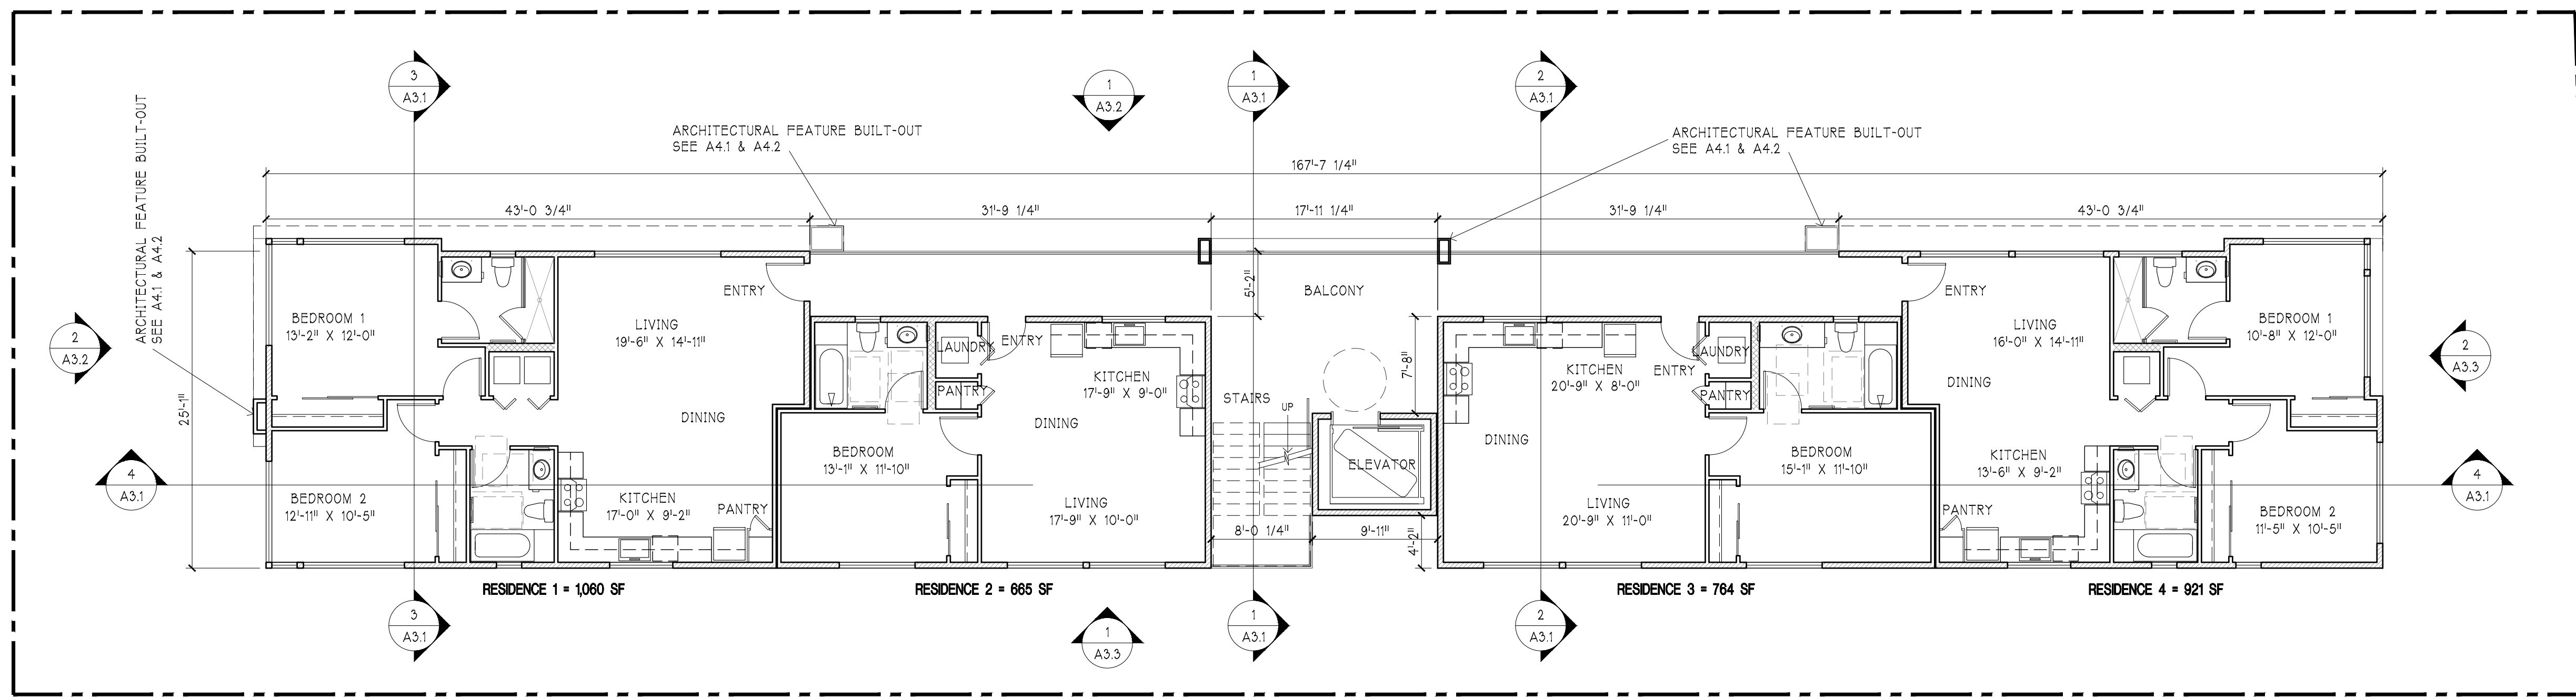 3
A3.1
1
A3.2
1
A3.1
2
A3.1
ARCHITECTURAL FEATURE BUILT-OUT
SEE A4.1 & A4.2
ARCHITECTURAL FEATURE BUILT-OUT
SEE A4.1 & A4.2
ARCHITECTURAL FEATURE BUILT-OUT
SEE A4.1 & A4.2
167'-7 1/4"
43'-0 3/4"
31'-9 1/4"
17'-11 1/4"
31'-9 1/4"
43'-0 3/4"
25'-1"
5'-2"
7'-8"
2
A3.2
2
A3.3
BEDROOM 1
13'-2" X 12'-0"
ENTRY
LIVING
19'-6" X 14'-11"
DINING
BEDROOM 2
12'-11" X 10'-5"
KITCHEN
17'-0" X 9'-2"
PANTRY
LAUNDRY
ENTRY
PANTRY
KITCHEN
17'-9" X 9'-0"
DINING
BEDROOM
13'-1" X 11'-10"
LIVING
17'-9" X 10'-0"
BALCONY
STAIRS
UP
ELEVATOR
8'-0 1/4"
9'-11"
4'-2"
KITCHEN
20'-9" X 8'-0"
ENTRY
LAUNDRY
PANTRY
DINING
BEDROOM
15'-1" X 11'-10"
LIVING
20'-9" X 11'-0"
ENTRY
LIVING
16'-0" X 14'-11"
DINING
BEDROOM 1
10'-8" X 12'-0"
KITCHEN
13'-6" X 9'-2"
PANTRY
BEDROOM 2
11'-5" X 10'-5"
4
A3.1
4
A3.1
RESIDENCE 1 = 1,060 SF
RESIDENCE 2 = 665 SF
RESIDENCE 3 = 764 SF
RESIDENCE 4 = 921 SF
3
A3.1
1
A3.3
1
A3.1
2
A3.1